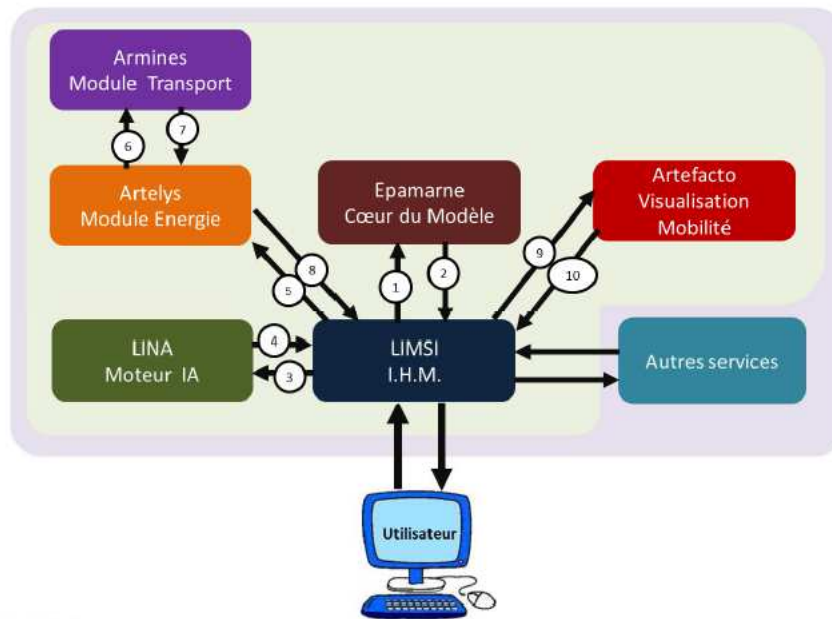 Armines
Module Transport
6
7
Artelys
Module Energie
Epamarne
Cœur du Modèle
Artefacto
Visualisation
Mobilité
8
5
1
2
9
10
LINA
Moteur IA
4
3
LIMSI
I.H.M.
Autres services
Utilisateur